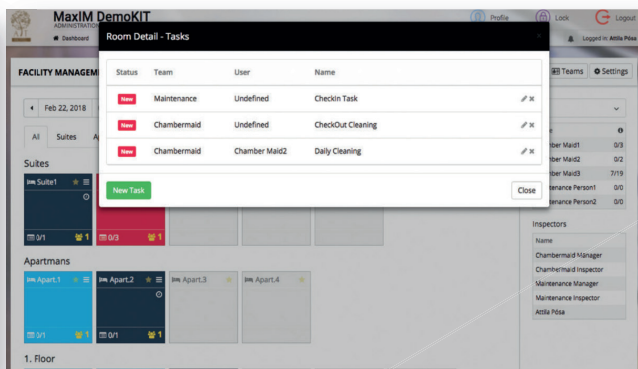 MaxIM DemoKIT
ADMINISTRATION
Profile
Lock
Logout
Dashboard
Logged in: Attila Pósa
Room Detail - Tasks
FACILITY MANAGEM
Teams
Settings
Status Team User Name
New Maintenance Undefined CheckIn Task
New Chambermaid Undefined CheckOut Cleaning
New Chambermaid Chamber Maid2 Daily Cleaning
New Task
Close
Feb 22, 2018
All Suites
Suites
Suite1
0/1 1 0/3 1
Apartmans
Apart.1 Apart.2 Apart.3 Apart.4
0/1 1 0/1 1
1. Floor
ber Maid1 0/3
ber Maid2 0/2
ber Maid3 7/19
tenance Person1 0/0
tenance Person2 0/0
Inspectors
Name
Chambermaid Manager
Chambermaid Inspector
Maintenance Manager
Maintenance Inspector
Attila Pósa